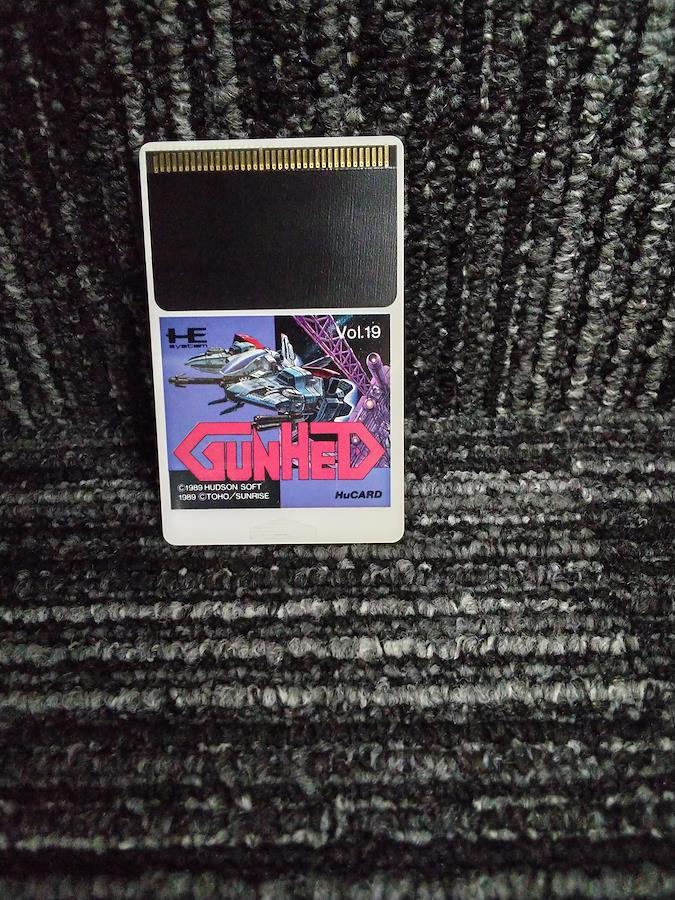 HE
system
Vol.19
GUNHED
©1989 HUDSON SOFT
1989 ©TOHO/SUNRISE
HuCARD